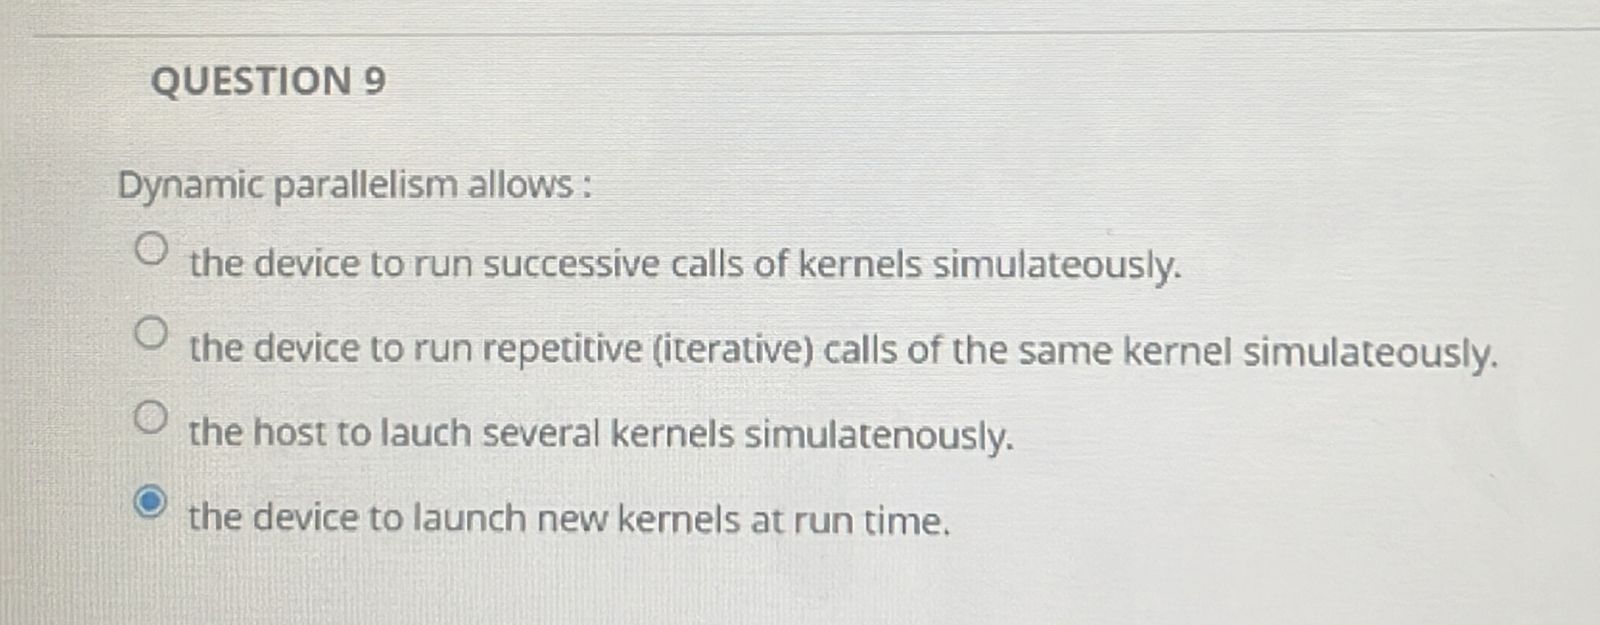 QUESTION 9
Dynamic parallelism allows :
the device to run successive calls of kernels simulateously.
the device to run repetitive (iterative) calls of the same kernel simulateously.
the host to lauch several kernels simulatenously.
the device to launch new kernels at run time.